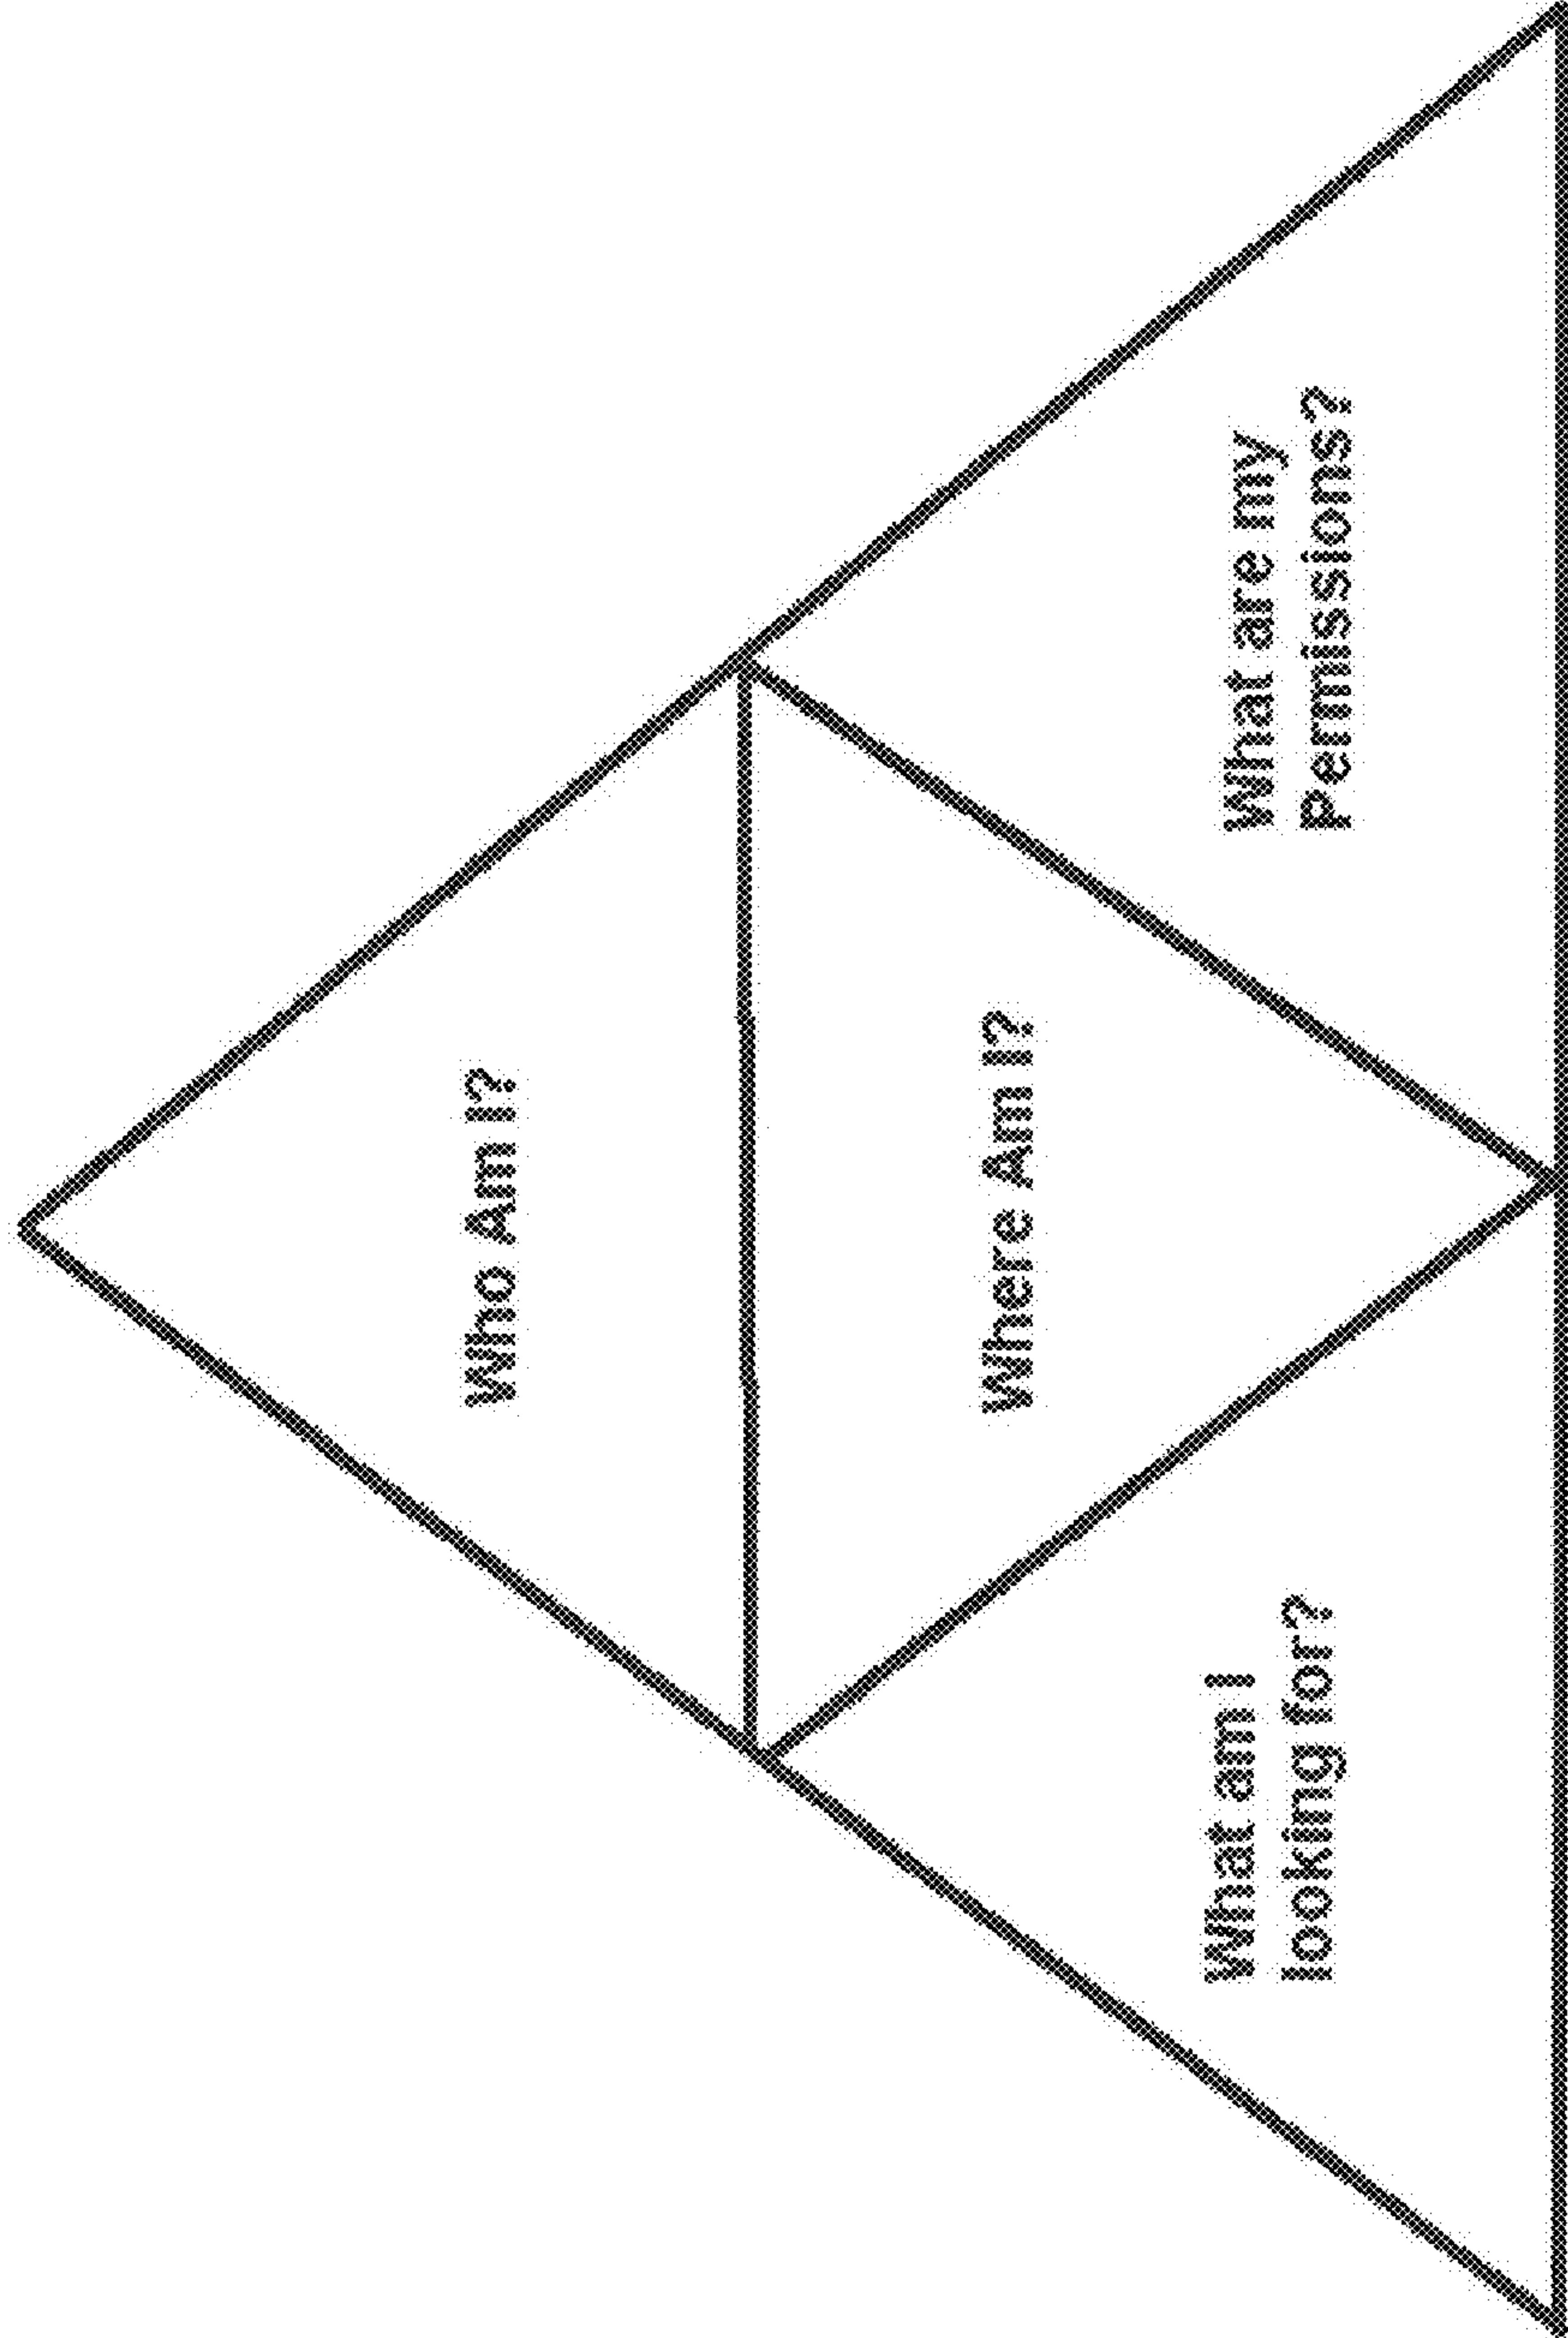 Who Am I?
Where Am I?
What am I
looking for?
What are my
Permissions?